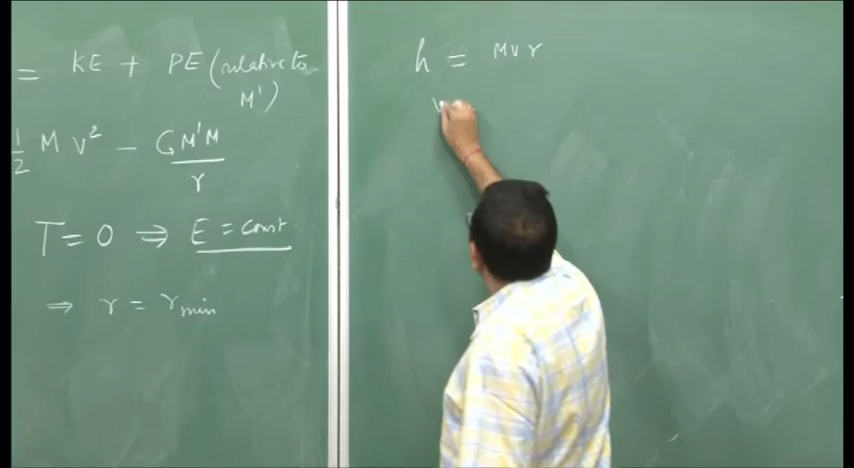 = KE + PE (relative to
M')
1/2 M V² - GM'M/r
T = 0 ⇒ E = const.
⇒ r = r_min
h = MVr